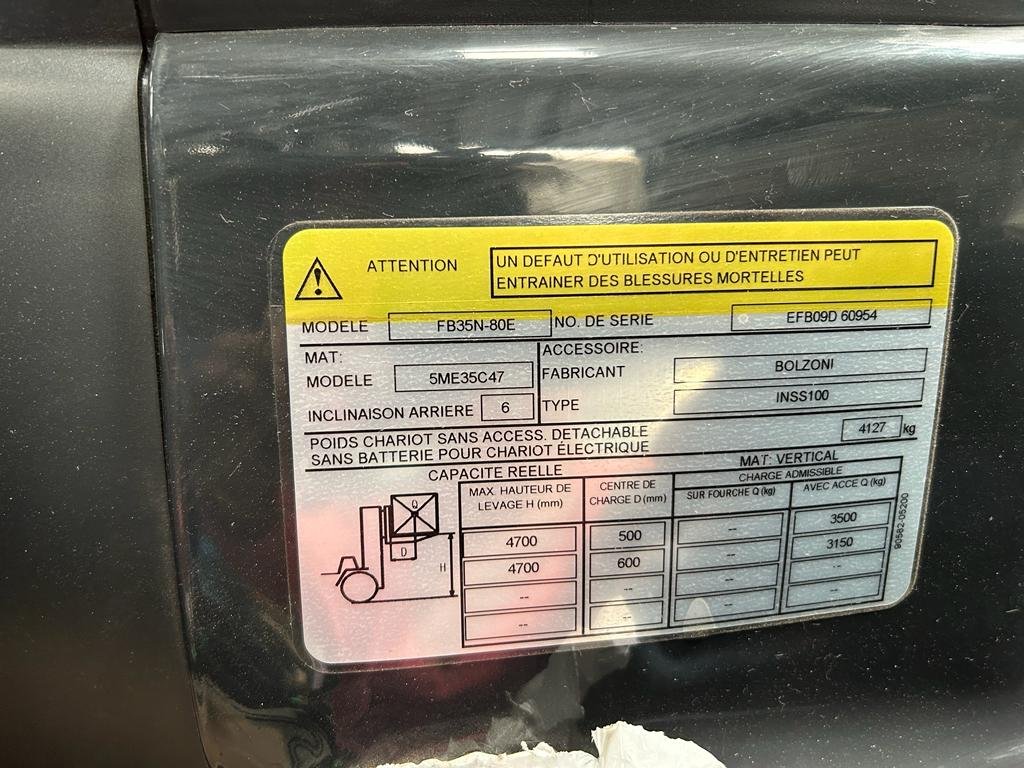 ATTENTION
UN DEFAUT D'UTILISATION OU D'ENTRETIEN PEUT
ENTRAINER DES BLESSURES MORTELLES
MODELE FB35N-80E NO. DE SERIE EFB09D 60954
MAT:
MODELE 5ME35C47
INCLINAISON ARRIERE 6
ACCESSOIRE:
FABRICANT BOLZONI
TYPE INSS100
POIDS CHARIOT SANS ACCESS. DETACHABLE
SANS BATTERIE POUR CHARIOT ÉLECTRIQUE
4127 kg
CAPACITE REELLE
MAT: VERTICAL
MAX. HAUTEUR DE
LEVAGE H (mm)
CENTRE DE
CHARGE D (mm)
CHARGE ADMISSIBLE
SUR FOURCHE Q (kg) AVEC ACCE Q (kg)
4700 500 -- 3500
4700 600 -- 3150
-- -- -- --
-- -- -- --
Q
D
H
90582-05200